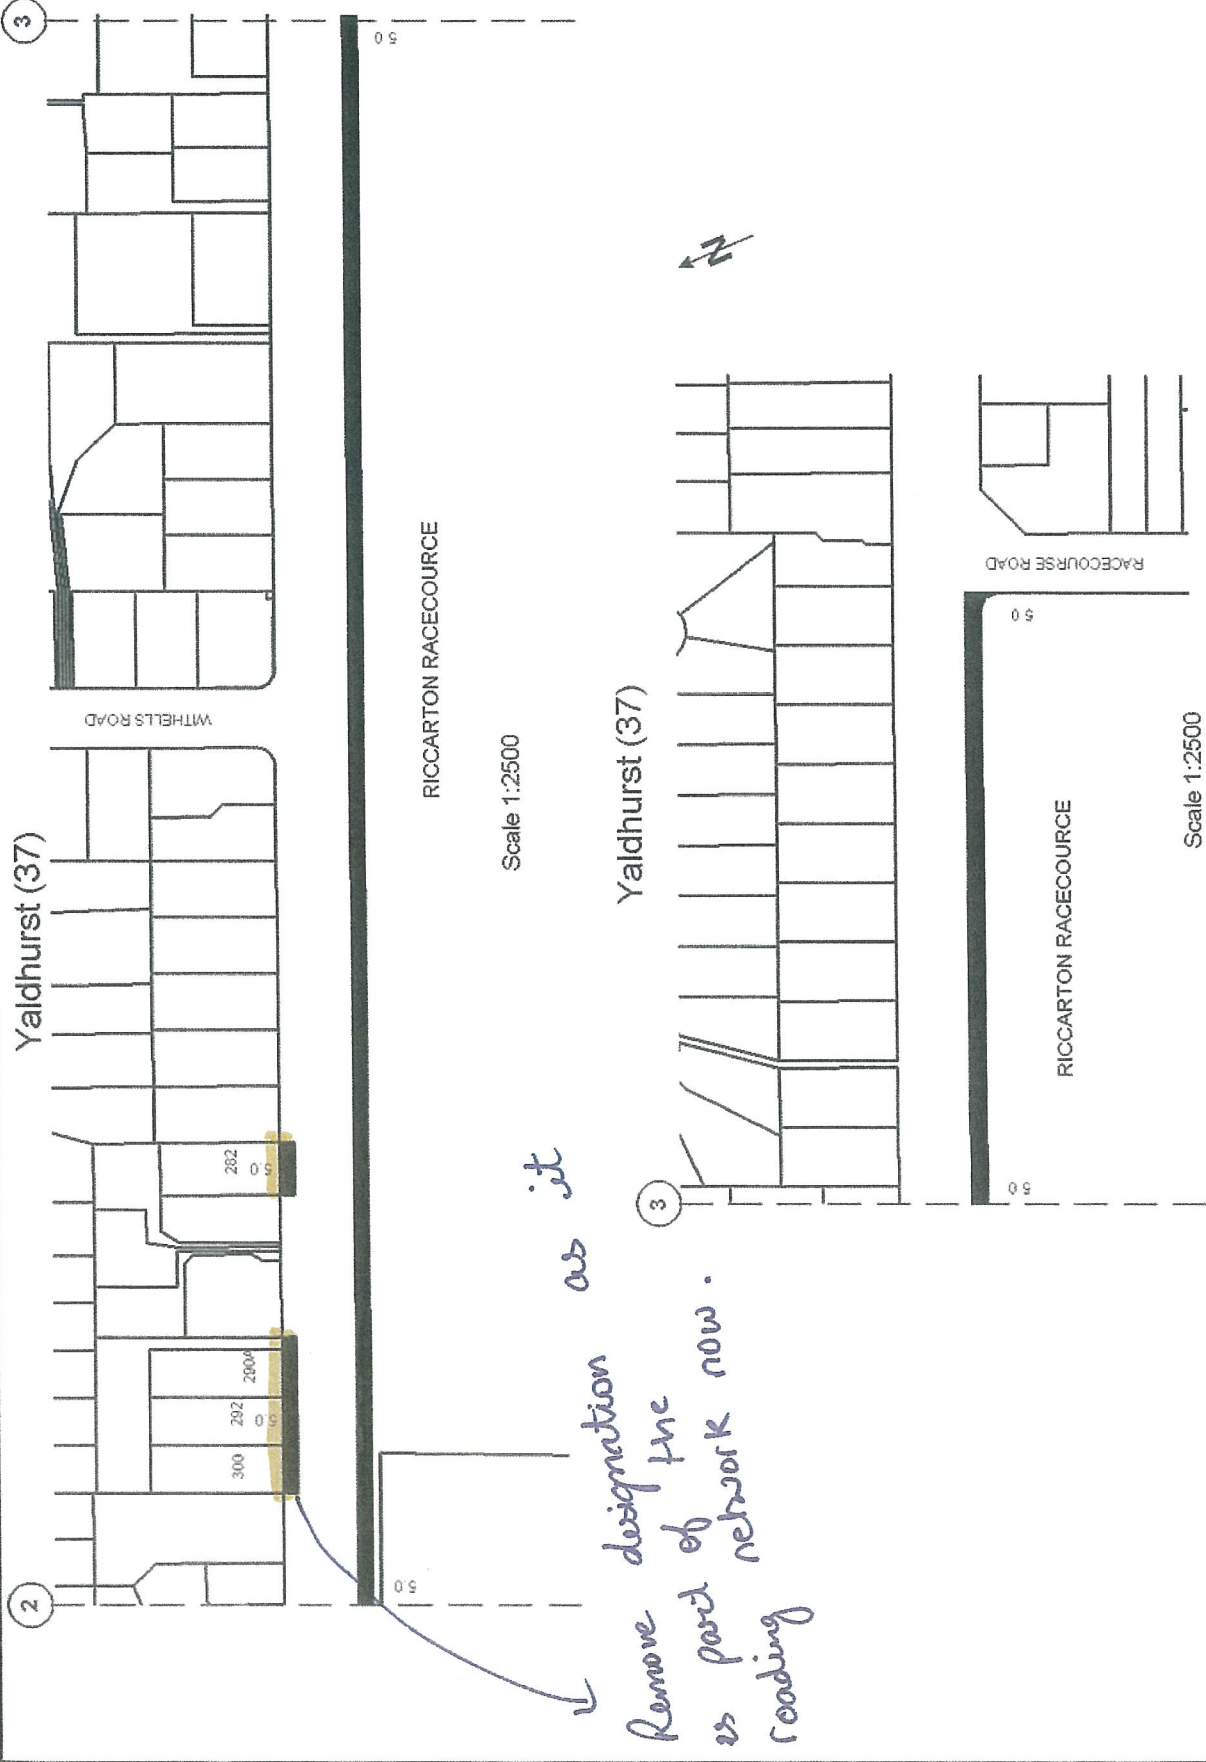 2
Yaldhurst (37)
3
300
292
290A
282
5.0
5.0
WITHELLS ROAD
5.0
5.0
RICCARTON RACECOURCE
Scale 1:2500
Remove designation as it
is part of the
roading network now.
Yaldhurst (37)
3
N
RACECOURSE ROAD
5.0
5.0
RICCARTON RACECOURCE
Scale 1:2500